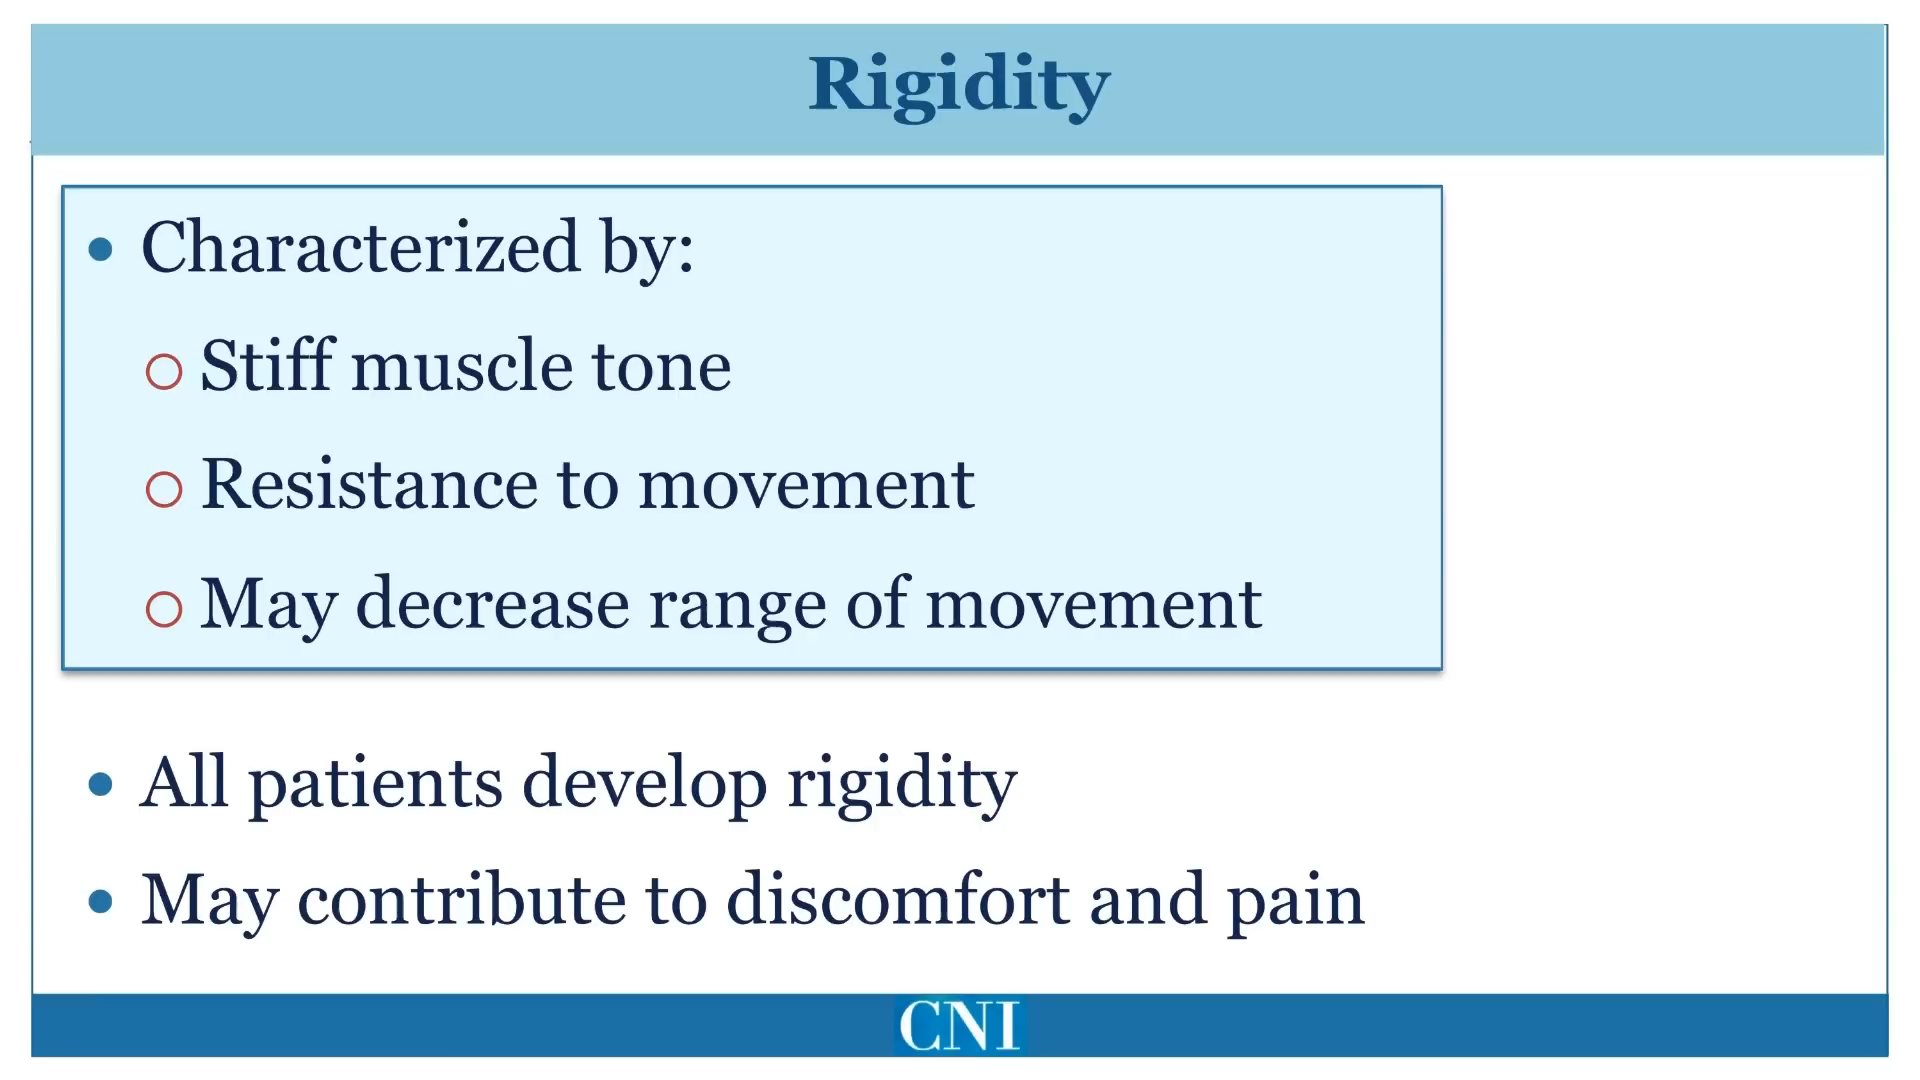 Rigidity
• Characterized by:
○ Stiff muscle tone
○ Resistance to movement
○ May decrease range of movement
• All patients develop rigidity
• May contribute to discomfort and pain
CNI